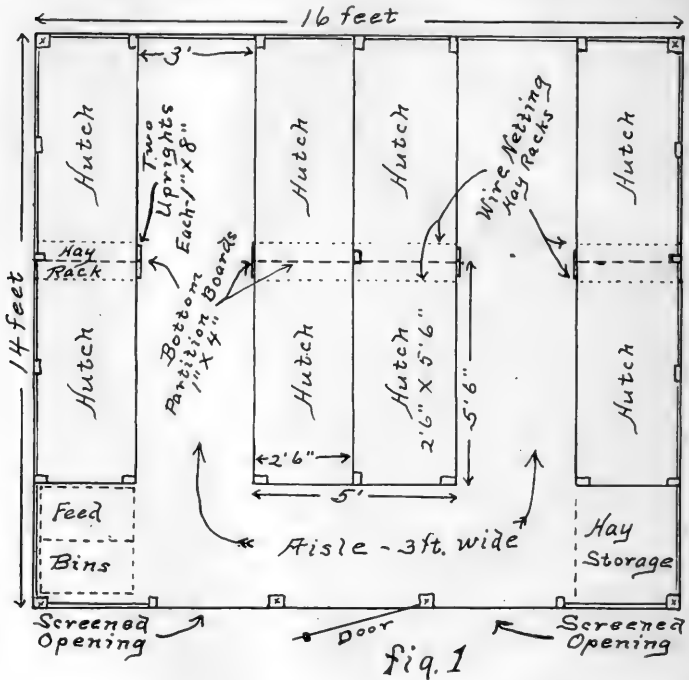 16 feet
3'
Hutch
Hutch
Hutch
Hutch
Two
Uprights
Each-1" X 8"
Wire Netting
Hay Racks
Hay
Rack
Bottom
Partition Boards
1" X 4"
14 feet
Hutch
Hutch
Hutch
2'6" X 5'6"
5'6"
Hutch
2'6"
5'
Feed
Bins
Aisle - 3ft. wide
Hay
Storage
Screened
Opening
Door
Screened
Opening
fig. 1